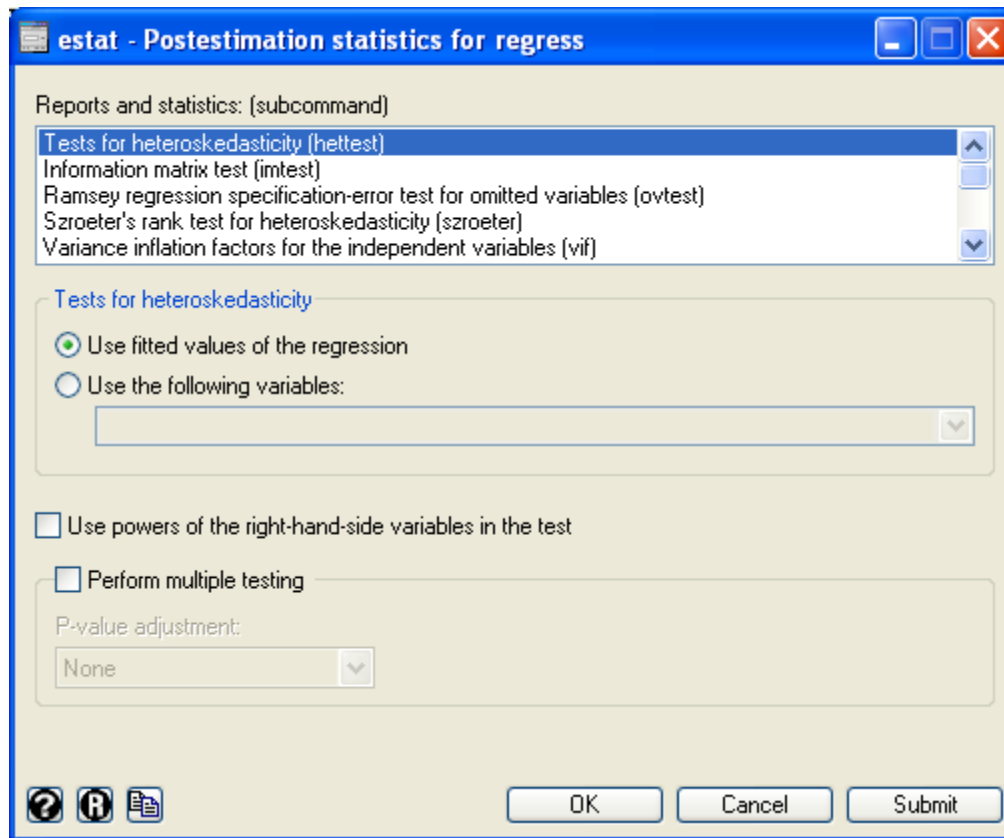 estat - Postestimation statistics for regress
Reports and statistics: (subcommand)
Tests for heteroskedasticity (hettest)
Information matrix test (imtest)
Ramsey regression specification-error test for omitted variables (ovtest)
Szroeter's rank test for heteroskedasticity (szroeter)
Variance inflation factors for the independent variables (vif)
Tests for heteroskedasticity
Use fitted values of the regression
Use the following variables:
Use powers of the right-hand-side variables in the test
Perform multiple testing
P-value adjustment:
None
? R OK Cancel Submit